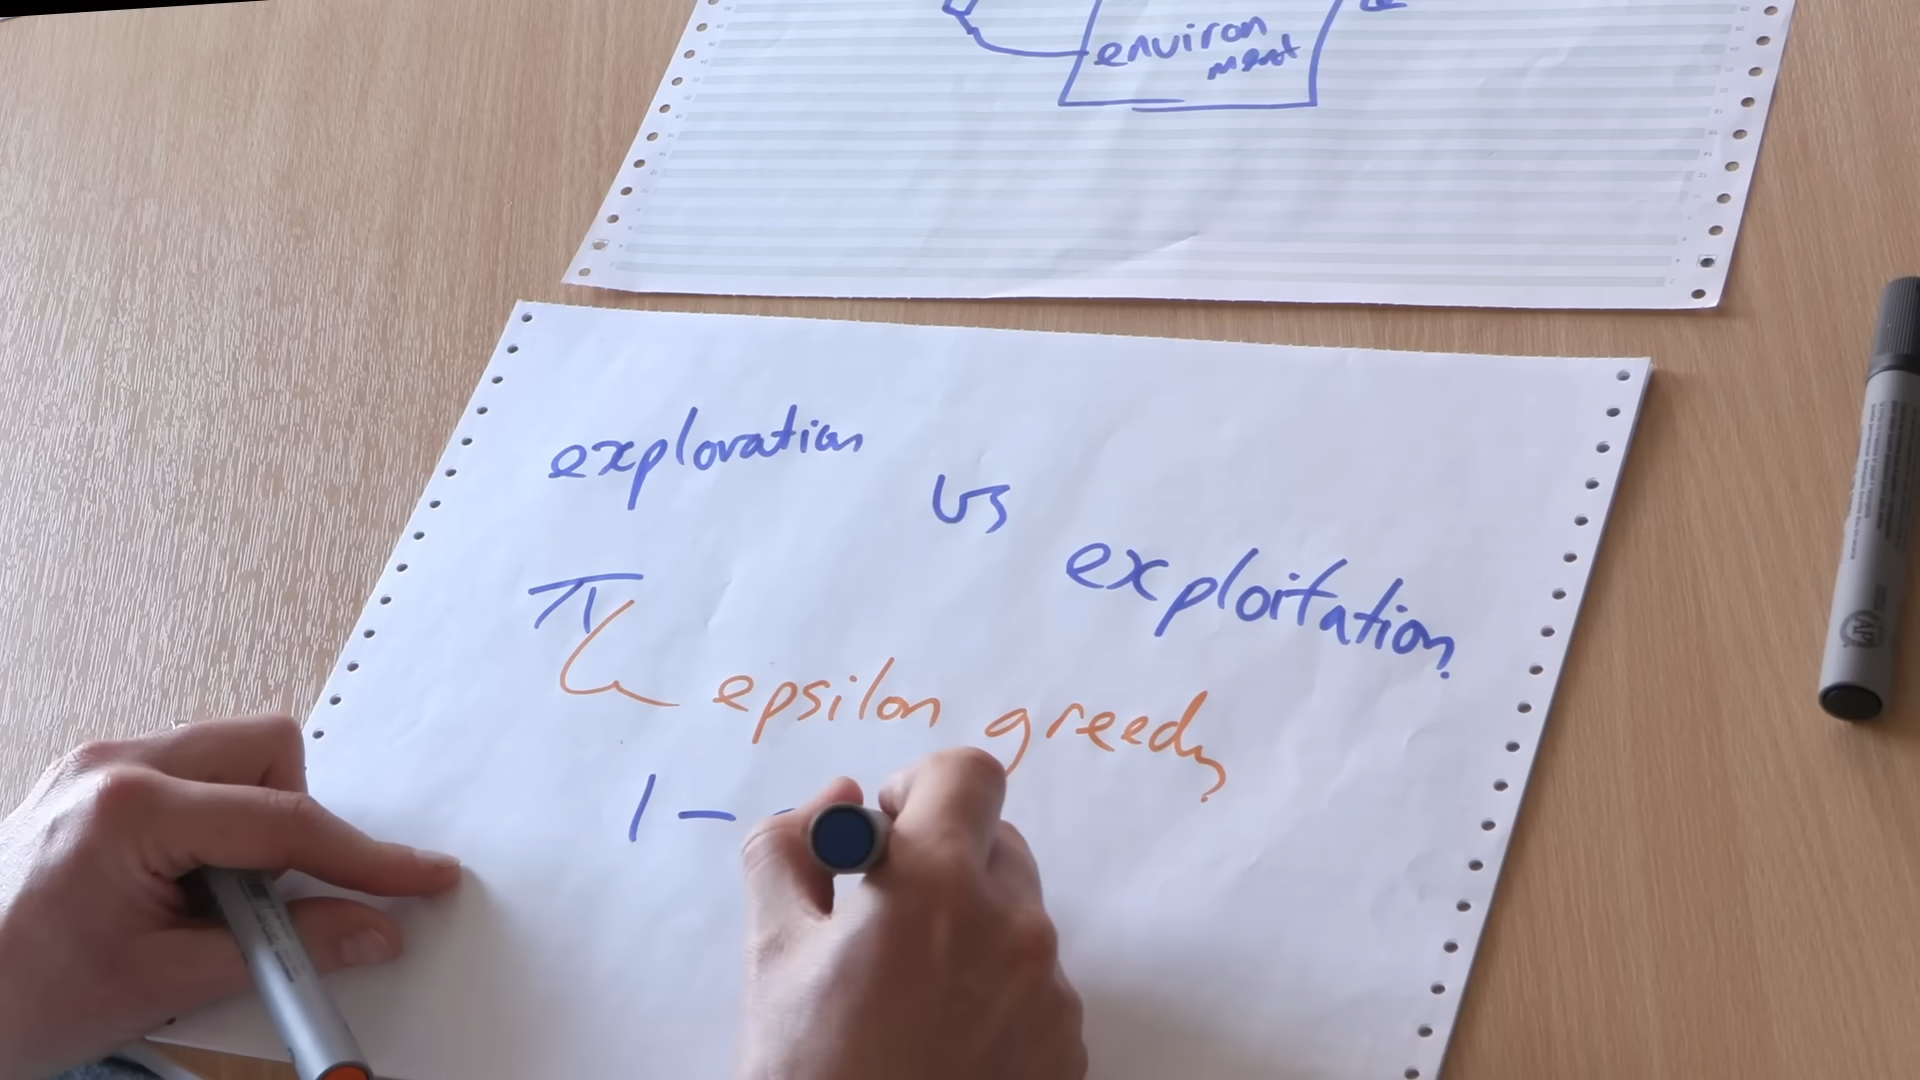 environ
ment
exploration
vs
exploitation
π
epsilon greedy
1 -